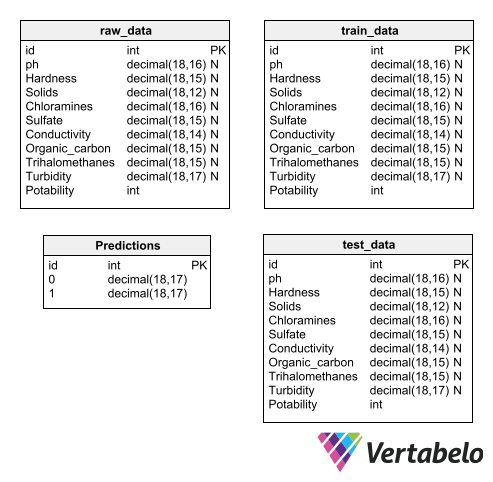 raw_data
id int PK
ph decimal(18,16) N
Hardness decimal(18,15) N
Solids decimal(18,12) N
Chloramines decimal(18,16) N
Sulfate decimal(18,15) N
Conductivity decimal(18,14) N
Organic_carbon decimal(18,15) N
Trihalomethanes decimal(18,15) N
Turbidity decimal(18,17) N
Potability int
train_data
id int PK
ph decimal(18,16) N
Hardness decimal(18,15) N
Solids decimal(18,12) N
Chloramines decimal(18,16) N
Sulfate decimal(18,15) N
Conductivity decimal(18,14) N
Organic_carbon decimal(18,15) N
Trihalomethanes decimal(18,15) N
Turbidity decimal(18,17) N
Potability int
Predictions
id int PK
0 decimal(18,17)
1 decimal(18,17)
test_data
id int PK
ph decimal(18,16) N
Hardness decimal(18,15) N
Solids decimal(18,12) N
Chloramines decimal(18,16) N
Sulfate decimal(18,15) N
Conductivity decimal(18,14) N
Organic_carbon decimal(18,15) N
Trihalomethanes decimal(18,15) N
Turbidity decimal(18,17) N
Potability int
Vertabelo